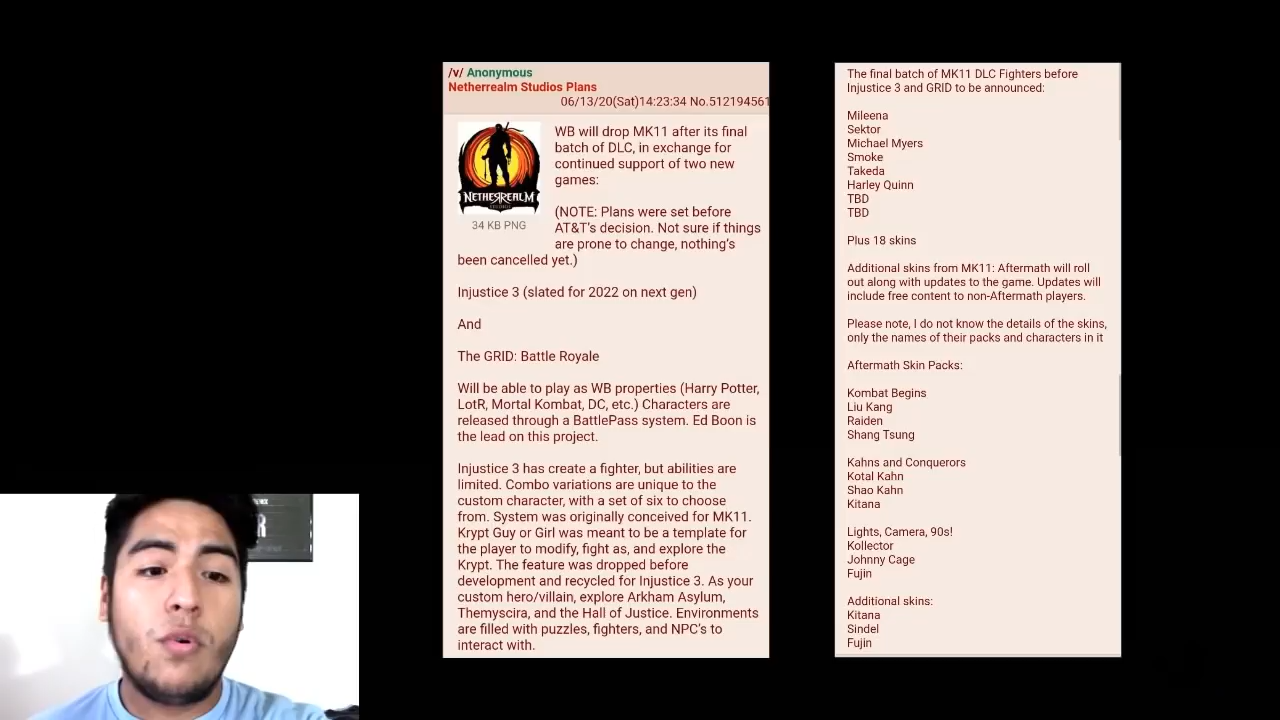 /v/ Anonymous
Netherrealm Studios Plans
06/13/20(Sat)14:23:34 No.512194561
NETHERREALM
34 KB PNG
WB will drop MK11 after its final
batch of DLC, in exchange for
continued support of two new
games:
(NOTE: Plans were set before
AT&T's decision. Not sure if things
are prone to change, nothing's
been cancelled yet.)
Injustice 3 (slated for 2022 on next gen)
And
The GRID: Battle Royale
Will be able to play as WB properties (Harry Potter,
LotR, Mortal Kombat, DC, etc.) Characters are
released through a BattlePass system. Ed Boon is
the lead on this project.
Injustice 3 has create a fighter, but abilities are
limited. Combo variations are unique to the
custom character, with a set of six to choose
from. System was originally conceived for MK11.
Krypt Guy or Girl was meant to be a template for
the player to modify, fight as, and explore the
Krypt. The feature was dropped before
development and recycled for Injustice 3. As your
custom hero/villain, explore Arkham Asylum,
Themyscira, and the Hall of Justice. Environments
are filled with puzzles, fighters, and NPC's to
interact with.
The final batch of MK11 DLC Fighters before
Injustice 3 and GRID to be announced:
Mileena
Sektor
Michael Myers
Smoke
Takeda
Harley Quinn
TBD
TBD
Plus 18 skins
Additional skins from MK11: Aftermath will roll
out along with updates to the game. Updates will
include free content to non-Aftermath players.
Please note, I do not know the details of the skins,
only the names of their packs and characters in it
Aftermath Skin Packs:
Kombat Begins
Liu Kang
Raiden
Shang Tsung
Kahns and Conquerors
Kotal Kahn
Shao Kahn
Kitana
Lights, Camera, 90s!
Kollector
Johnny Cage
Fujin
Additional skins:
Kitana
Sindel
Fujin